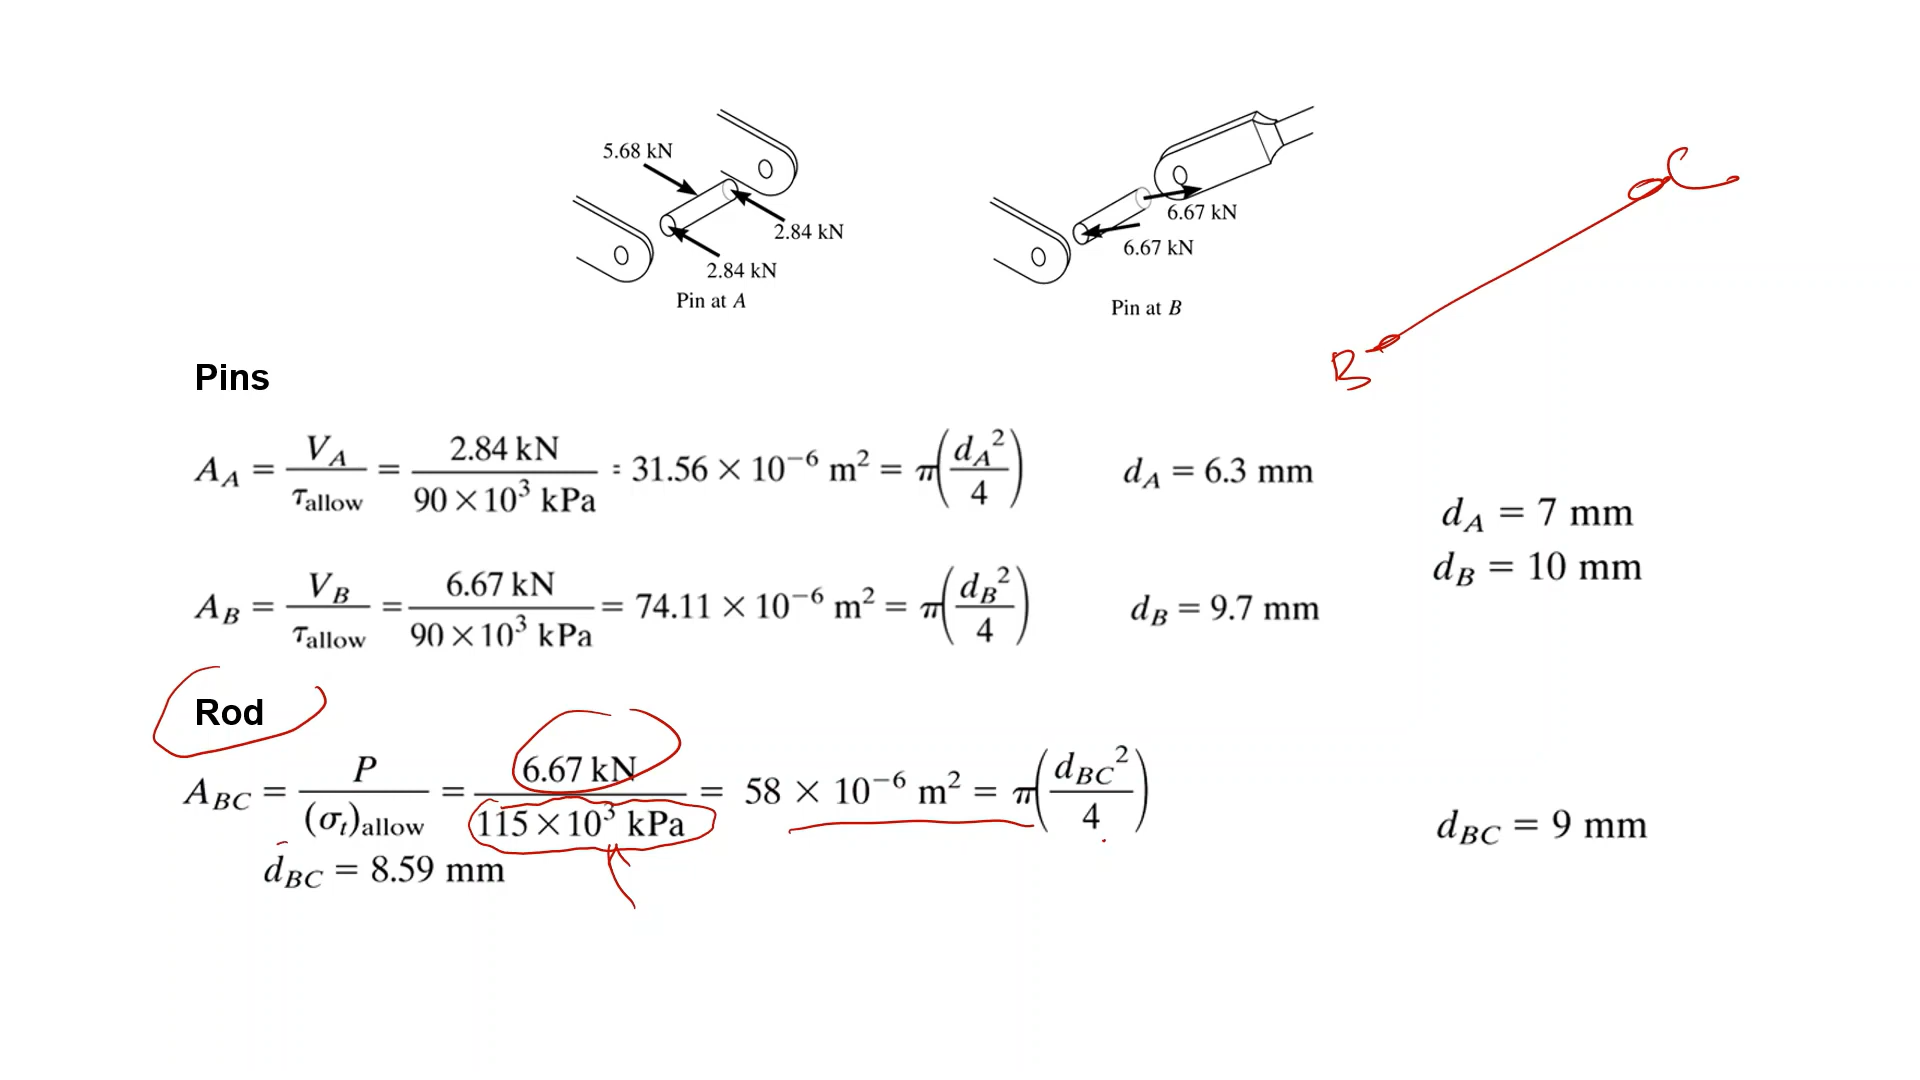 5.68 kN
2.84 kN
2.84 kN
Pin at A
6.67 kN
6.67 kN
Pin at B
C
B
Pins
A_A = V_A / τ_allow = 2.84 kN / 90 × 10³ kPa = 31.56 × 10⁻⁶ m² = π(d_A² / 4) d_A = 6.3 mm
d_A = 7 mm
d_B = 10 mm
A_B = V_B / τ_allow = 6.67 kN / 90 × 10³ kPa = 74.11 × 10⁻⁶ m² = π(d_B² / 4) d_B = 9.7 mm
Rod
A_BC = P / (σ_t)_allow = 6.67 kN / 115 × 10³ kPa = 58 × 10⁻⁶ m² = π(d_BC² / 4) d_BC = 9 mm
d_BC = 8.59 mm